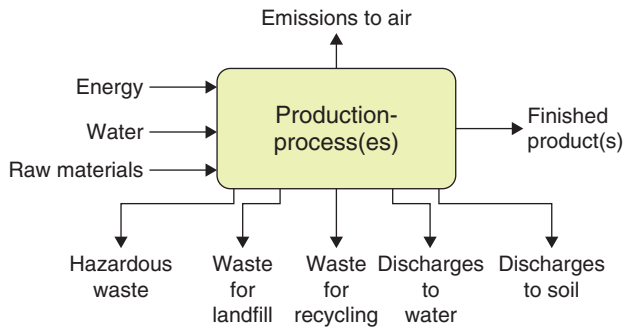 Emissions to air
Energy
Water
Raw materials
Production-
process(es)
Finished
product(s)
Hazardous
waste
Waste
for
landfill
Waste
for
recycling
Discharges
to
water
Discharges
to soil